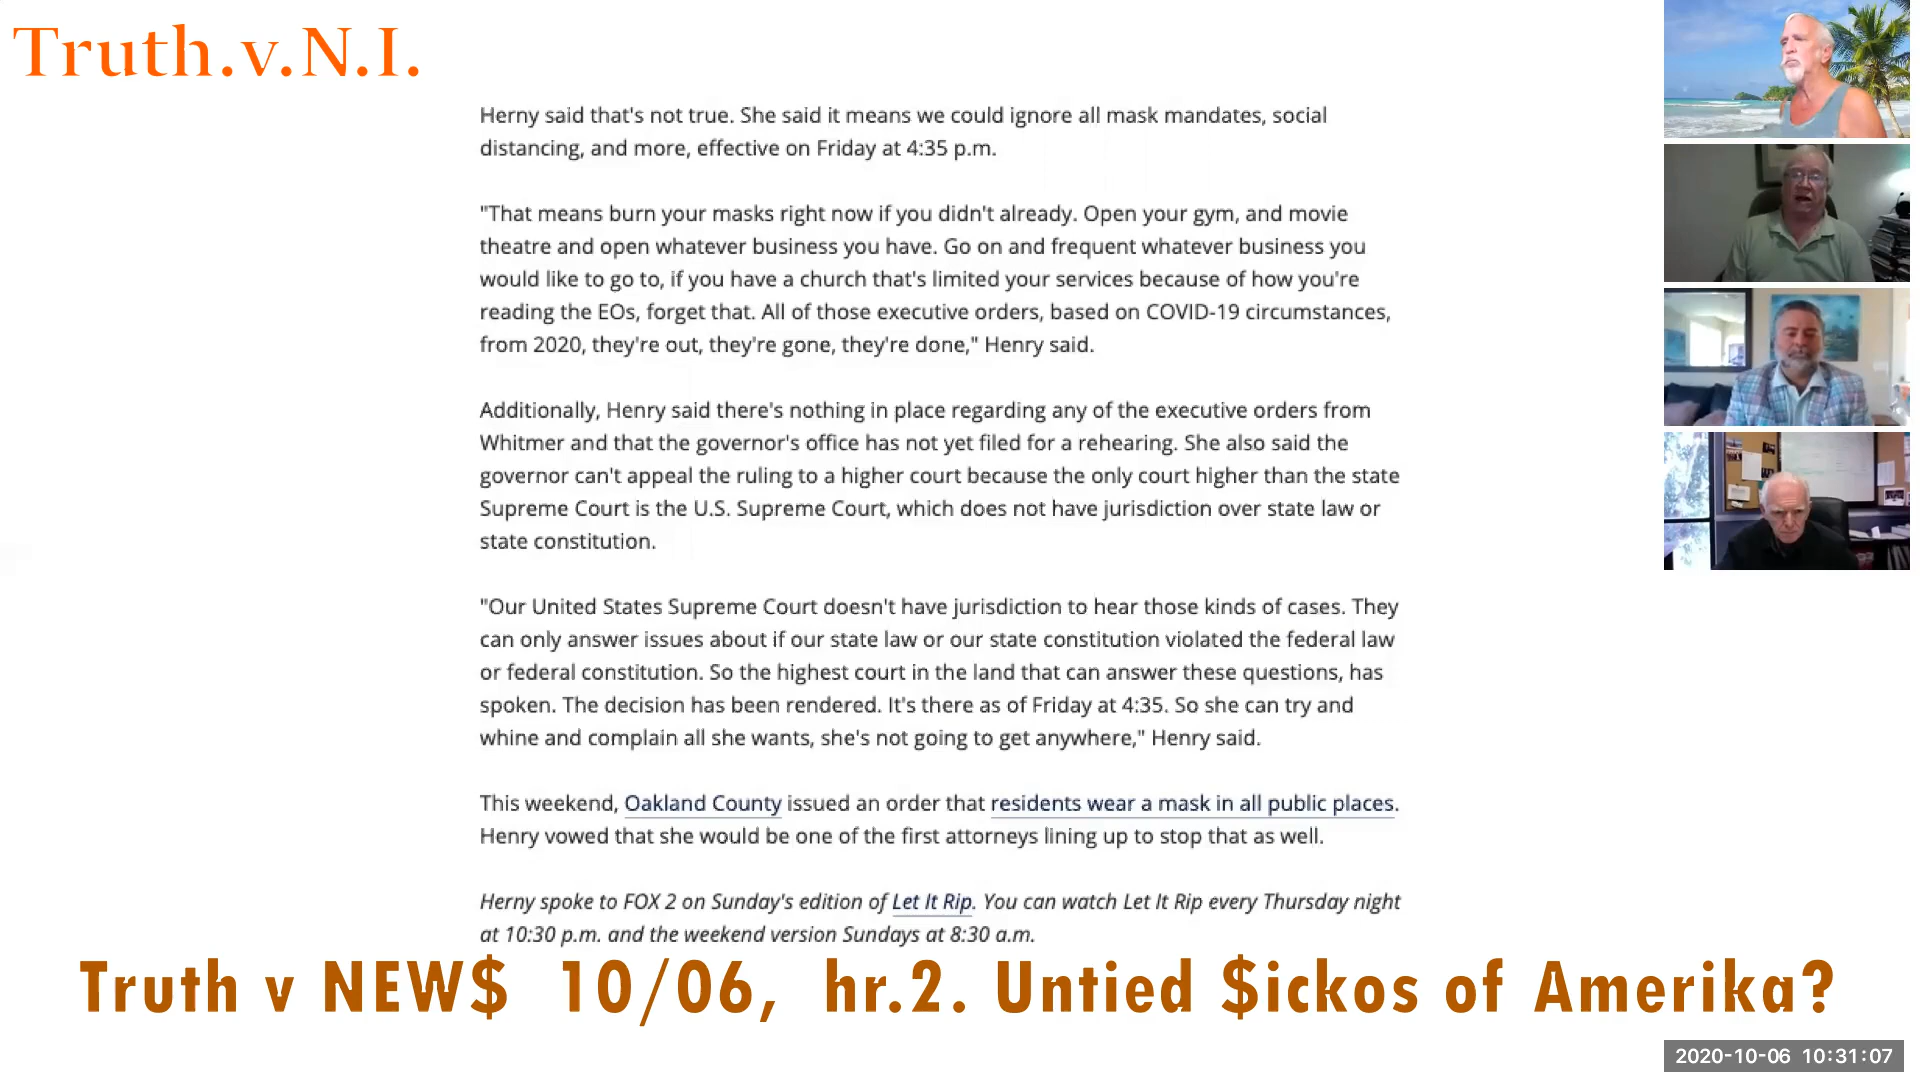 Truth.v.N.I.
Herny said that's not true. She said it means we could ignore all mask mandates, social
distancing, and more, effective on Friday at 4:35 p.m.
"That means burn your masks right now if you didn't already. Open your gym, and movie
theatre and open whatever business you have. Go on and frequent whatever business you
would like to go to, if you have a church that's limited your services because of how you're
reading the EOs, forget that. All of those executive orders, based on COVID-19 circumstances,
from 2020, they're out, they're gone, they're done," Henry said.
Additionally, Henry said there's nothing in place regarding any of the executive orders from
Whitmer and that the governor's office has not yet filed for a rehearing. She also said the
governor can't appeal the ruling to a higher court because the only court higher than the state
Supreme Court is the U.S. Supreme Court, which does not have jurisdiction over state law or
state constitution.
"Our United States Supreme Court doesn't have jurisdiction to hear those kinds of cases. They
can only answer issues about if our state law or our state constitution violated the federal law
or federal constitution. So the highest court in the land that can answer these questions, has
spoken. The decision has been rendered. It's there as of Friday at 4:35. So she can try and
whine and complain all she wants, she's not going to get anywhere," Henry said.
This weekend, Oakland County issued an order that residents wear a mask in all public places.
Henry vowed that she would be one of the first attorneys lining up to stop that as well.
Herny spoke to FOX 2 on Sunday's edition of Let It Rip. You can watch Let It Rip every Thursday night
at 10:30 p.m. and the weekend version Sundays at 8:30 a.m.
Truth v NEW$ 10/06, hr.2. Untied $ickos of Amerika?
2020-10-06 10:31:07